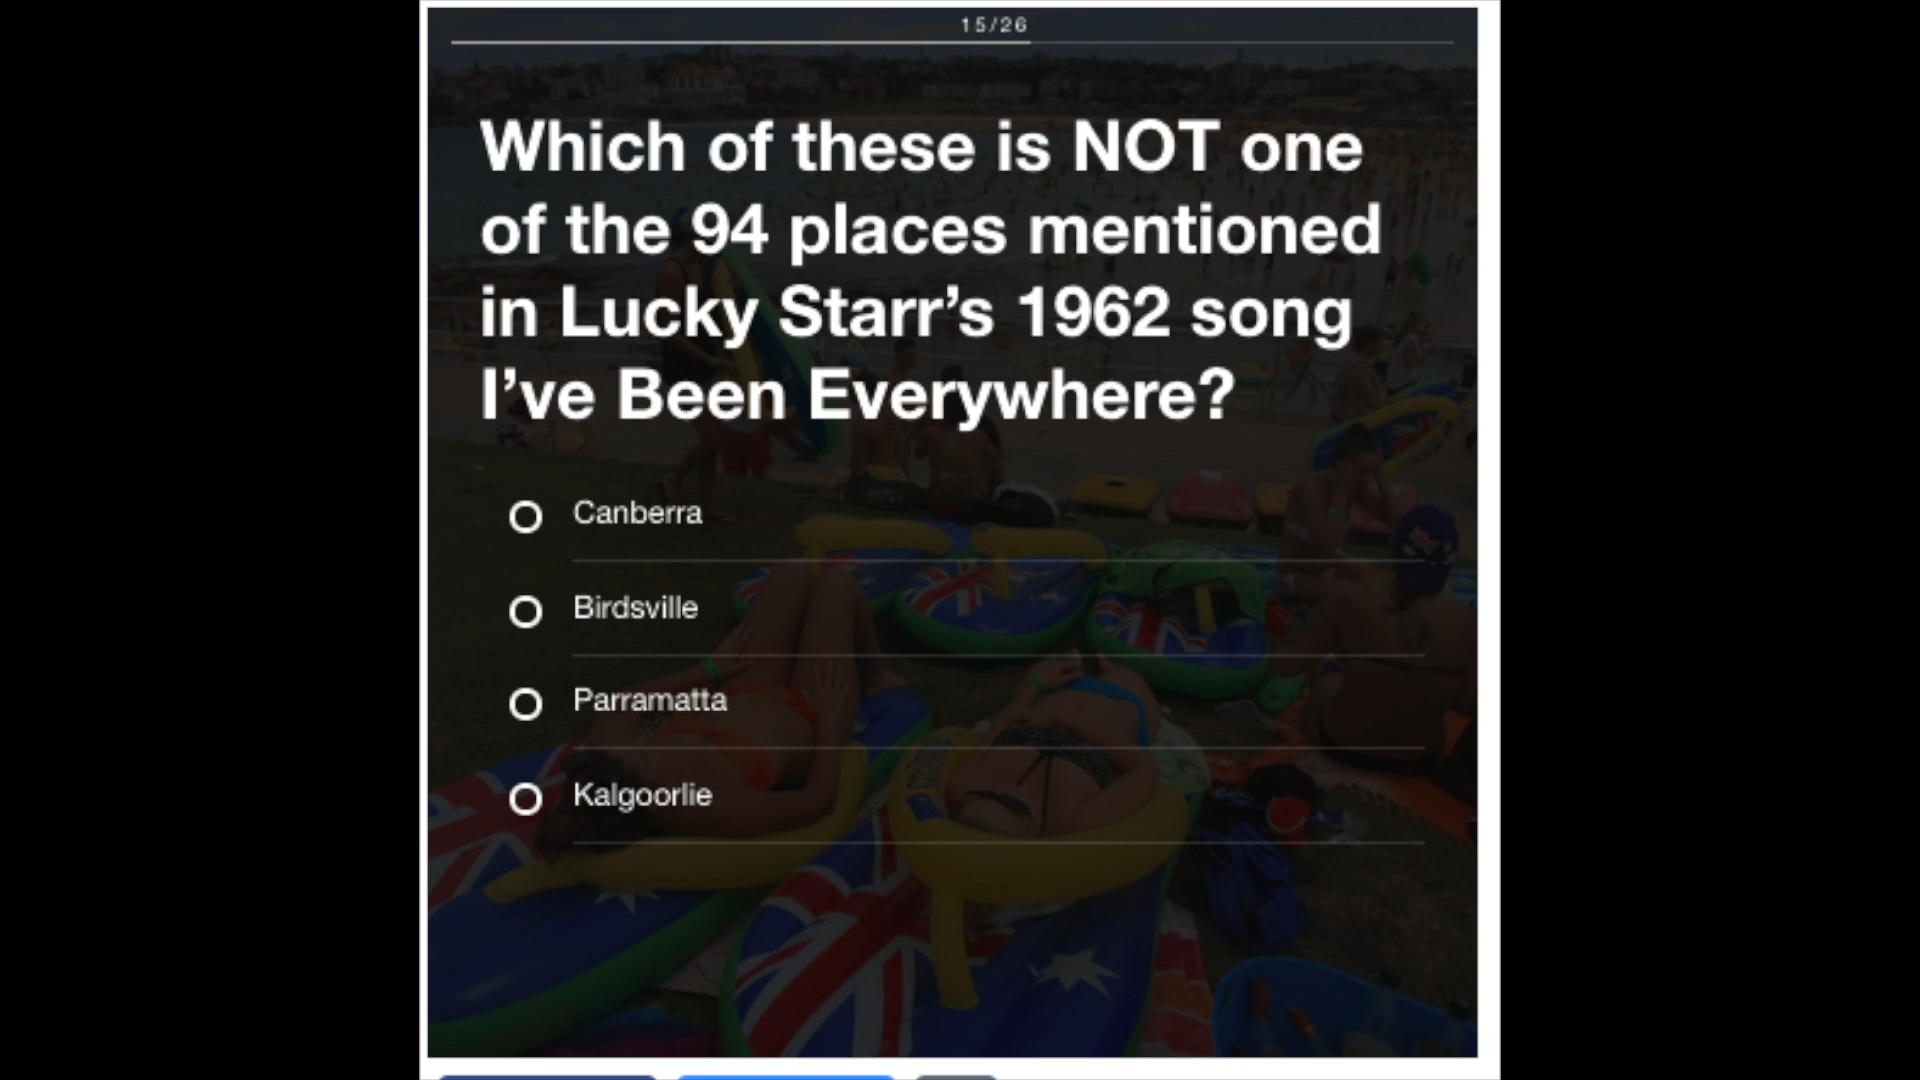 15/26
Which of these is NOT one
of the 94 places mentioned
in Lucky Starr’s 1962 song
I’ve Been Everywhere?
Canberra
Birdsville
Parramatta
Kalgoorlie